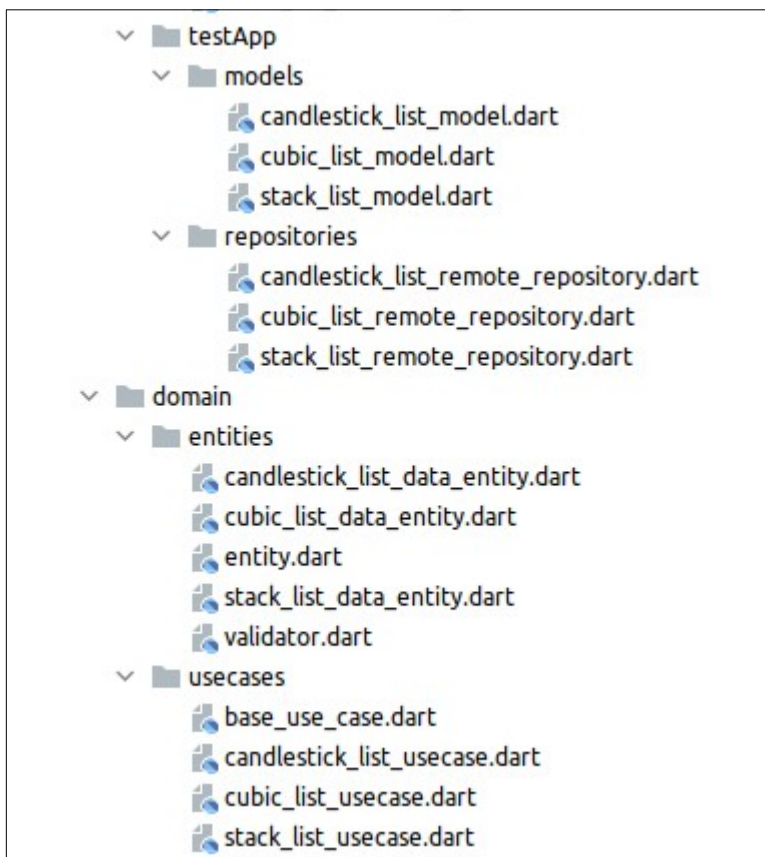 testApp
models
candlestick_list_model.dart
cubic_list_model.dart
stack_list_model.dart
repositories
candlestick_list_remote_repository.dart
cubic_list_remote_repository.dart
stack_list_remote_repository.dart
domain
entities
candlestick_list_data_entity.dart
cubic_list_data_entity.dart
entity.dart
stack_list_data_entity.dart
validator.dart
usecases
base_use_case.dart
candlestick_list_usecase.dart
cubic_list_usecase.dart
stack_list_usecase.dart